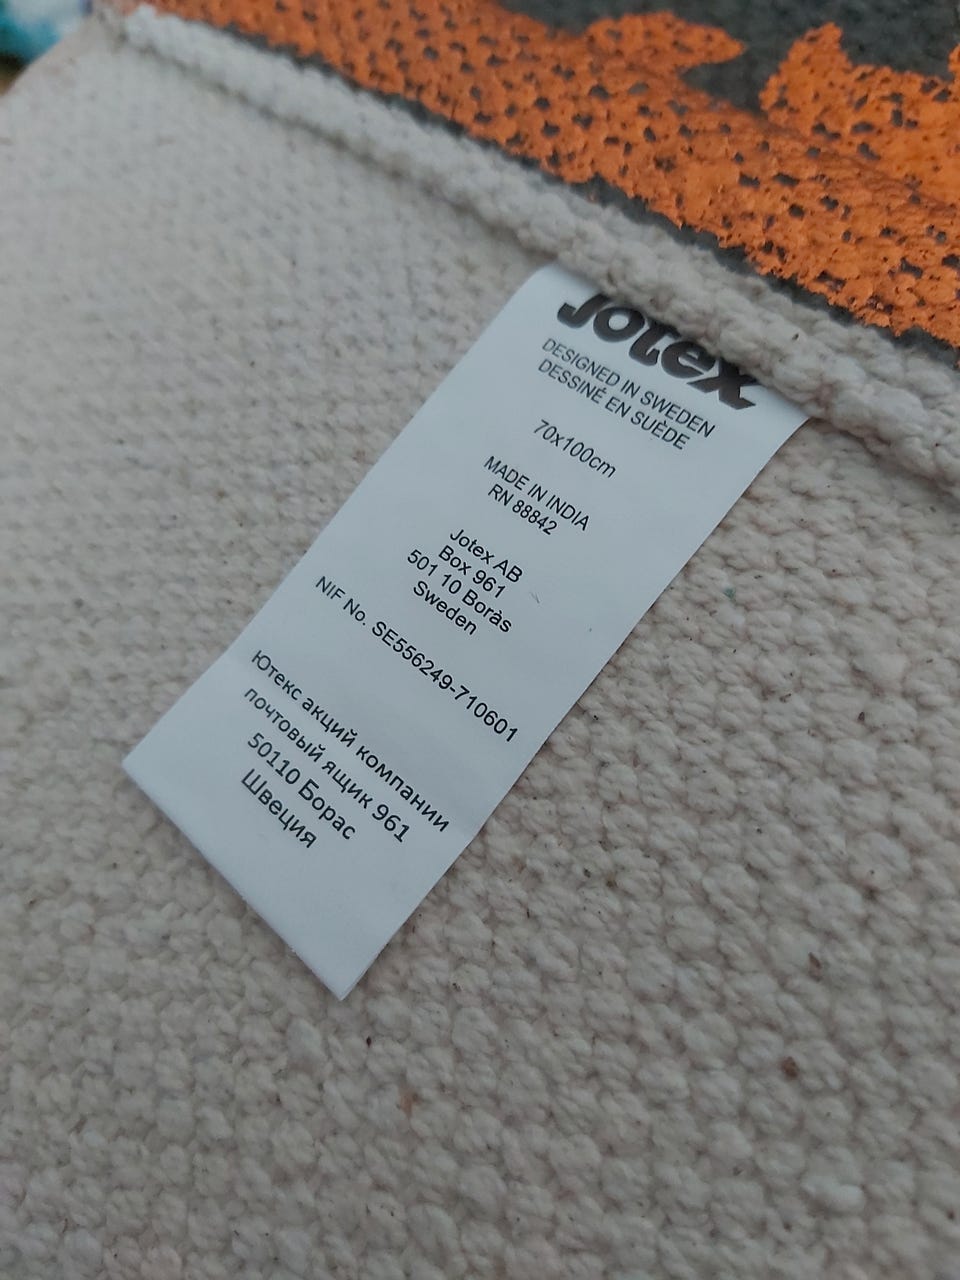 Jotex
DESIGNED IN SWEDEN
DESSINÉ EN SUÈDE
70x100cm
MADE IN INDIA
RN 88842
Jotex AB
Box 961
501 10 Boràs
Sweden
NIF No. SE556249-710601
Ютекс акций компании
почтовый ящик 961
50110 Борас
Швеция